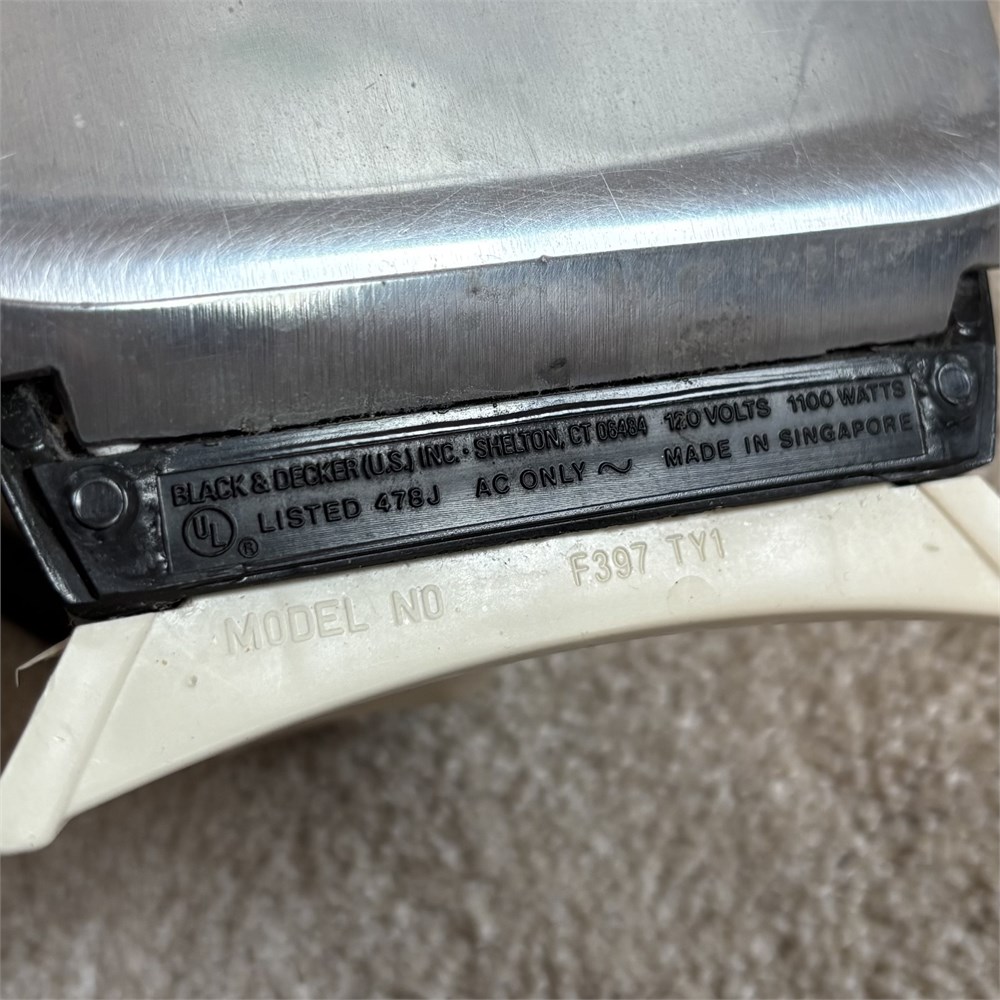 BLACK & DECKER (U.S.) INC. • SHELTON, CT 06484 120 VOLTS 1100 WATTS
UL ® LISTED 478J AC ONLY ~ MADE IN SINGAPORE
MODEL NO F397 TY1